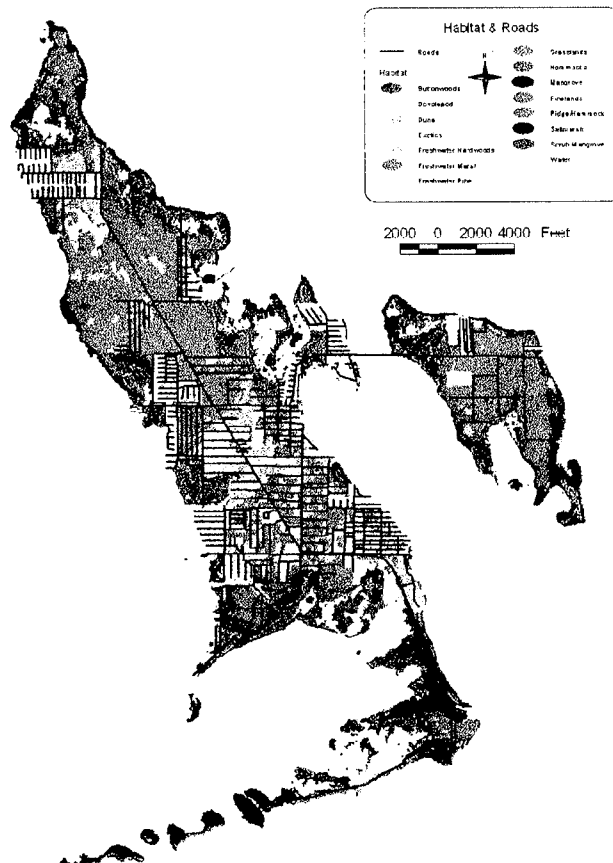 Habitat & Roads
Roads
N
Habitat
Buttonwoods
Developed
Dune
Exotics
Freshwater Hardwoods
Freshwater Marsh
Freshwater Pine
Grasslands
Hammocks
Mangrove
Pinelands
Ridge/Hammock
Saltmarsh
Scrub Mangrove
Water
2000 0 2000 4000 Feet